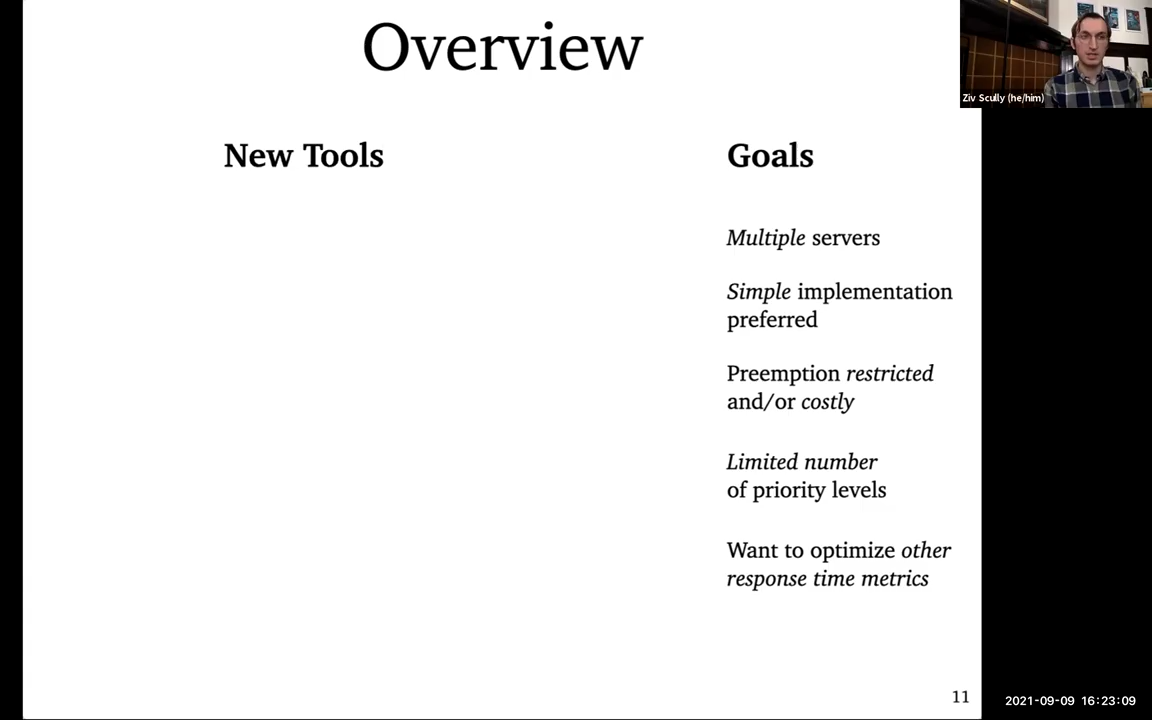 Overview
Ziv Scully (he/him)
New Tools
Goals
Multiple servers
Simple implementation
preferred
Preemption restricted
and/or costly
Limited number
of priority levels
Want to optimize other
response time metrics
11
2021-09-09 16:23:09